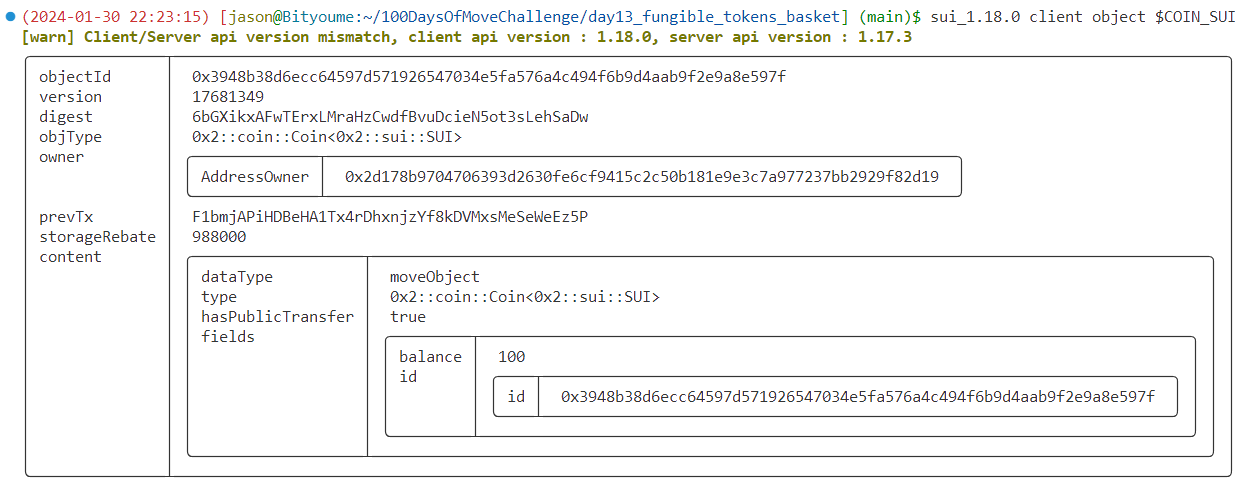 (2024-01-30 22:23:15) [jason@Bityoume:~/100DaysOfMoveChallenge/day13_fungible_tokens_basket] (main)$ sui_1.18.0 client object $COIN_SUI
[warn] Client/Server api version mismatch, client api version : 1.18.0, server api version : 1.17.3
objectId 0x3948b38d6ecc64597d571926547034e5fa576a4c494f6b9d4aab9f2e9a8e597f
version 17681349
digest 6bGXikxAFwTErxLMraHzCwdfBvuDcieN5ot3sLehSaDw
objType 0x2::coin::Coin<0x2::sui::SUI>
owner
AddressOwner 0x2d178b9704706393d2630fe6cf9415c2c50b181e9e3c7a977237bb2929f82d19
prevTx F1bmjAPiHDBeHA1Tx4rDhxnjzYf8kDVMxsMeSeWeEz5P
storageRebate 988000
content
dataType moveObject
type 0x2::coin::Coin<0x2::sui::SUI>
hasPublicTransfer true
fields
balance 100
id
id 0x3948b38d6ecc64597d571926547034e5fa576a4c494f6b9d4aab9f2e9a8e597f